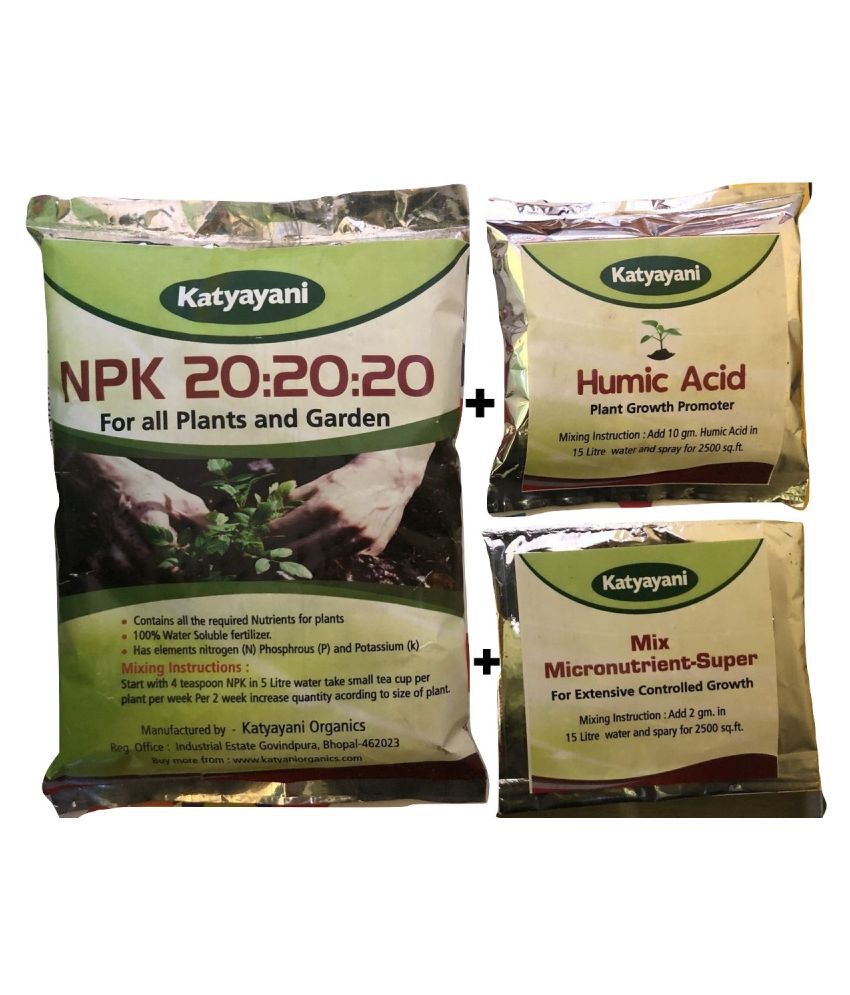 Katyayani
NPK 20:20:20
For all Plants and Garden
• Contains all the required Nutrients for plants
• 100% Water Soluble fertilizer.
• Has elements nitrogen (N) Phosphrous (P) and Potassium (k)
Mixing Instructions :
Start with 4 teaspoon NPK in 5 Litre water take small tea cup per
plant per week Per 2 week increase quantity acording to size of plant.
Manufactured by - Katyayani Organics
Reg. Office : Industrial Estate Govindpura, Bhopal-462023
Buy more from : www.katyaniorganics.com
+
Katyayani
Humic Acid
Plant Growth Promoter
Mixing Instruction : Add 10 gm. Humic Acid in
15 Litre water and spray for 2500 sq.ft.
+
Katyayani
Mix
Micronutrient-Super
For Extensive Controlled Growth
Mixing Instruction : Add 2 gm. in
15 Litre water and spary for 2500 sq.ft.